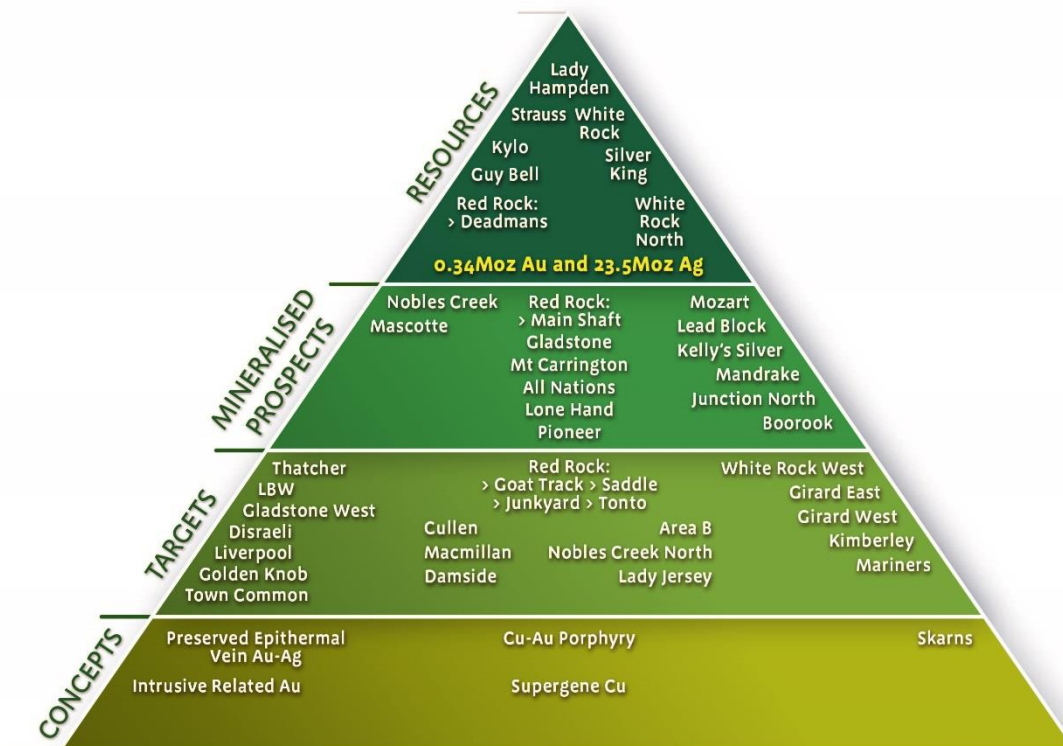 RESOURCES
Lady
Hampden
Strauss
White
Rock
Kylo
Silver
King
Guy Bell
Red Rock:
> Deadmans
White
Rock
North
0.34Moz Au and 23.5Moz Ag
MINERALISED
PROSPECTS
Nobles Creek
Mascotte
Red Rock:
> Main Shaft
Gladstone
Mt Carrington
All Nations
Lone Hand
Pioneer
Mozart
Lead Block
Kelly's Silver
Mandrake
Junction North
Boorook
TARGETS
Thatcher
LBW
Gladstone West
Disraeli
Liverpool
Golden Knob
Town Common
Red Rock:
> Goat Track > Saddle
> Junkyard > Tonto
Cullen
Macmillan
Damside
Area B
Nobles Creek North
Lady Jersey
White Rock West
Girard East
Girard West
Kimberley
Mariners
CONCEPTS
Preserved Epithermal
Vein Au-Ag
Intrusive Related Au
Cu-Au Porphyry
Supergene Cu
Skarns